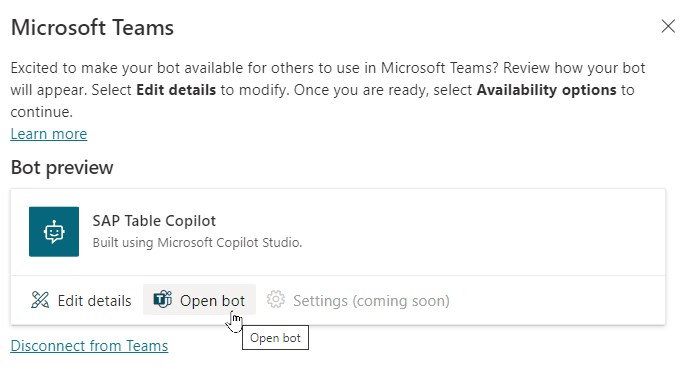 Microsoft Teams
Excited to make your bot available for others to use in Microsoft Teams? Review how your bot
will appear. Select Edit details to modify. Once you are ready, select Availability options to
continue.
Learn more
Bot preview
SAP Table Copilot
Built using Microsoft Copilot Studio.
Edit details
Open bot
Settings (coming soon)
Open bot
Disconnect from Teams